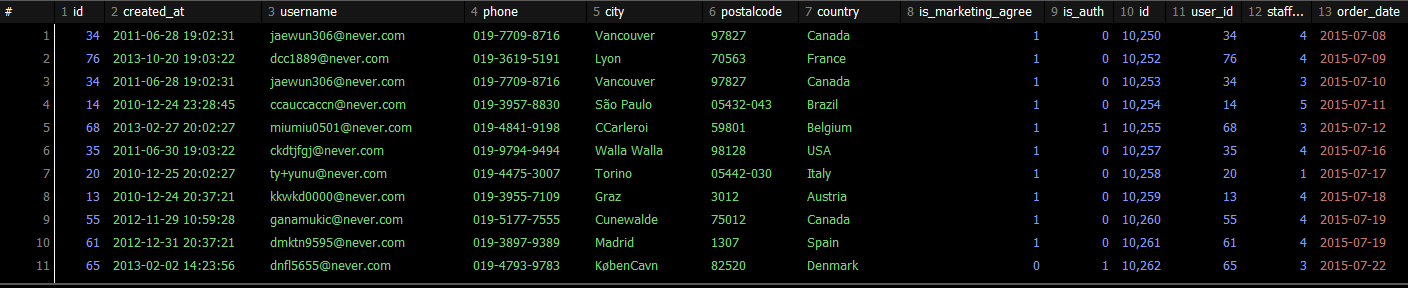 # 1 id 2 created_at 3 username 4 phone 5 city 6 postalcode 7 country 8 is_marketing_agree 9 is_auth 10 id 11 user_id 12 staff... 13 order_date
1 34 2011-06-28 19:02:31 jaewun306@never.com 019-7709-8716 Vancouver 97827 Canada 1 0 10,250 34 4 2015-07-08
2 76 2013-10-20 19:03:22 dcc1889@never.com 019-3619-5191 Lyon 70563 France 1 0 10,252 76 4 2015-07-09
3 34 2011-06-28 19:02:31 jaewun306@never.com 019-7709-8716 Vancouver 97827 Canada 1 0 10,253 34 3 2015-07-10
4 14 2010-12-24 23:28:45 ccauccaccn@never.com 019-3957-8830 São Paulo 05432-043 Brazil 1 0 10,254 14 5 2015-07-11
5 68 2013-02-27 20:02:27 miumiu0501@never.com 019-4841-9198 CCarleroi 59801 Belgium 1 1 10,255 68 3 2015-07-12
6 35 2011-06-30 19:03:22 ckdtjfgj@never.com 019-9794-9494 Walla Walla 98128 USA 1 0 10,257 35 4 2015-07-16
7 20 2010-12-25 20:02:27 ty+yunu@never.com 019-4475-3007 Torino 05442-030 Italy 1 0 10,258 20 1 2015-07-17
8 13 2010-12-24 20:37:21 kkwkd0000@never.com 019-3955-7109 Graz 3012 Austria 1 0 10,259 13 4 2015-07-18
9 55 2012-11-29 10:59:28 ganamukic@never.com 019-5177-7555 Cunewalde 75012 Canada 1 0 10,260 55 4 2015-07-19
10 61 2012-12-31 20:37:21 dmktn9595@never.com 019-3897-9389 Madrid 1307 Spain 1 0 10,261 61 4 2015-07-19
11 65 2013-02-02 14:23:56 dnfl5655@never.com 019-4793-9783 KøbenCavn 82520 Denmark 0 1 10,262 65 3 2015-07-22